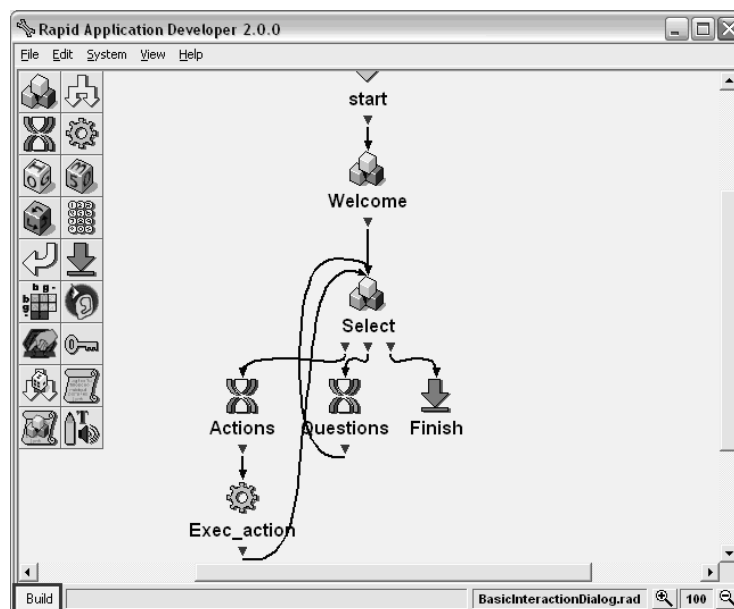 Rapid Application Developer 2.0.0
File Edit System View Help
start
Welcome
Select
Actions Questions Finish
Exec_action
Build BasicInteractionDialog.rad 100